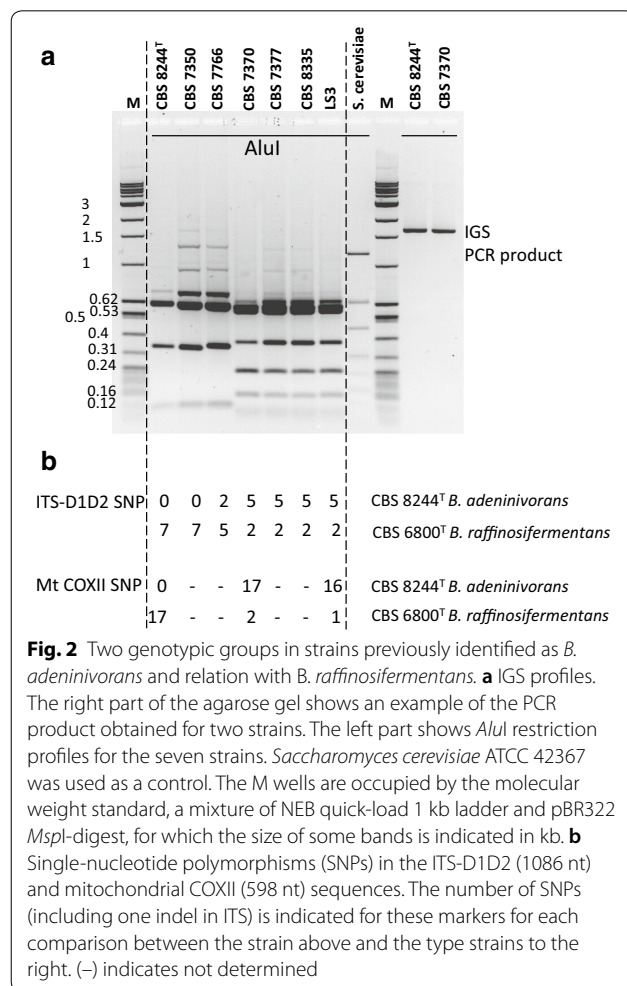 a
M
CBS 8244T
CBS 7350
CBS 7766
CBS 7370
CBS 7377
CBS 8335
LS3
S. cerevisiae
M
CBS 8244T
CBS 7370
AluI
3
2
1.5
1
0.62
0.53
0.5
0.4
0.31
0.24
0.16
0.12
IGS
PCR product
b
ITS-D1D2 SNP 0 0 2 5 5 5 5 CBS 8244T B. adeninivorans
7 7 5 2 2 2 2 CBS 6800T B. raffinosifermentans
Mt COXII SNP 0 - - 17 - - 16 CBS 8244T B. adeninivorans
17 2 1 CBS 6800T B. raffinosifermentans
Fig. 2 Two genotypic groups in strains previously identified as B.
adeninivorans and relation with B. raffinosifermentans. a IGS profiles.
The right part of the agarose gel shows an example of the PCR
product obtained for two strains. The left part shows AluI restriction
profiles for the seven strains. Saccharomyces cerevisiae ATCC 42367
was used as a control. The M wells are occupied by the molecular
weight standard, a mixture of NEB quick-load 1 kb ladder and pBR322
MspI-digest, for which the size of some bands is indicated in kb. b
Single-nucleotide polymorphisms (SNPs) in the ITS-D1D2 (1086 nt)
and mitochondrial COXII (598 nt) sequences. The number of SNPs
(including one indel in ITS) is indicated for these markers for each
comparison between the strain above and the type strains to the
right. (–) indicates not determined